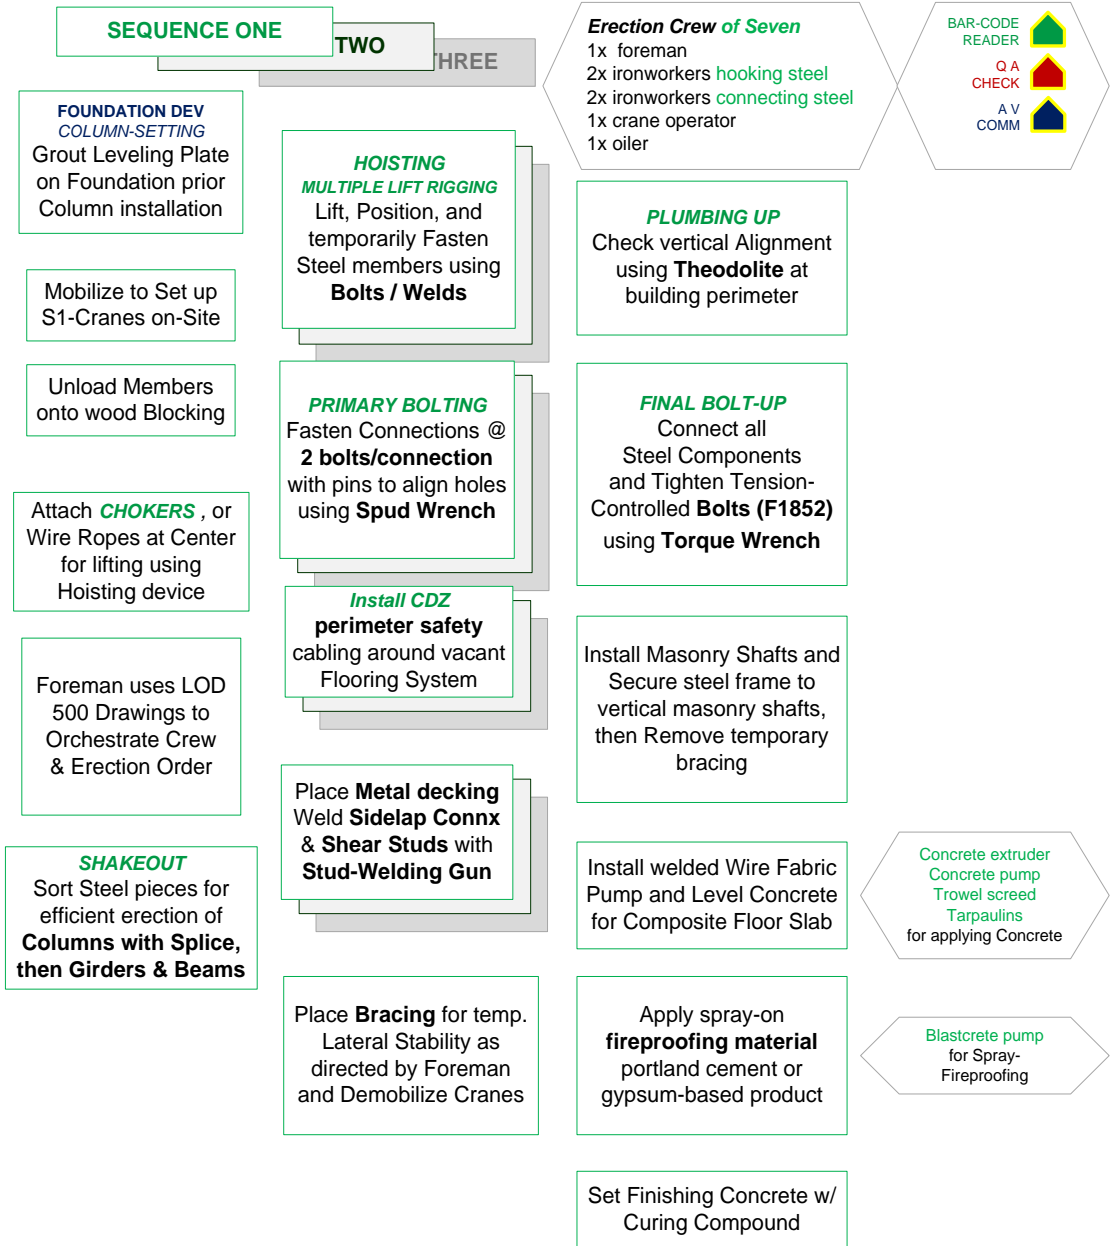 SEQUENCE ONE
TWO
THREE
FOUNDATION DEV
COLUMN-SETTING
Grout Leveling Plate
on Foundation prior
Column installation
Mobilize to Set up
S1-Cranes on-Site
Unload Members
onto wood Blocking
Attach CHOKERS , or
Wire Ropes at Center
for lifting using
Hoisting device
Foreman uses LOD
500 Drawings to
Orchestrate Crew
& Erection Order
SHAKEOUT
Sort Steel pieces for
efficient erection of
Columns with Splice,
then Girders & Beams
HOISTING
MULTIPLE LIFT RIGGING
Lift, Position, and
temporarily Fasten
Steel members using
Bolts / Welds
PRIMARY BOLTING
Fasten Connections @
2 bolts/connection
with pins to align holes
using Spud Wrench
Install CDZ
perimeter safety
cabling around vacant
Flooring System
Place Metal decking
Weld Sidelap Connx
& Shear Studs with
Stud-Welding Gun
Place Bracing for temp.
Lateral Stability as
directed by Foreman
and Demobilize Cranes
Erection Crew of Seven
1x foreman
2x ironworkers hooking steel
2x ironworkers connecting steel
1x crane operator
1x oiler
BAR-CODE
READER
Q A
CHECK
A V
COMM
PLUMBING UP
Check vertical Alignment
using Theodolite at
building perimeter
FINAL BOLT-UP
Connect all
Steel Components
and Tighten Tension-
Controlled Bolts (F1852)
using Torque Wrench
Install Masonry Shafts and
Secure steel frame to
vertical masonry shafts,
then Remove temporary
bracing
Install welded Wire Fabric
Pump and Level Concrete
for Composite Floor Slab
Concrete extruder
Concrete pump
Trowel screed
Tarpaulins
for applying Concrete
Apply spray-on
fireproofing material
portland cement or
gypsum-based product
Blastcrete pump
for Spray-
Fireproofing
Set Finishing Concrete w/
Curing Compound